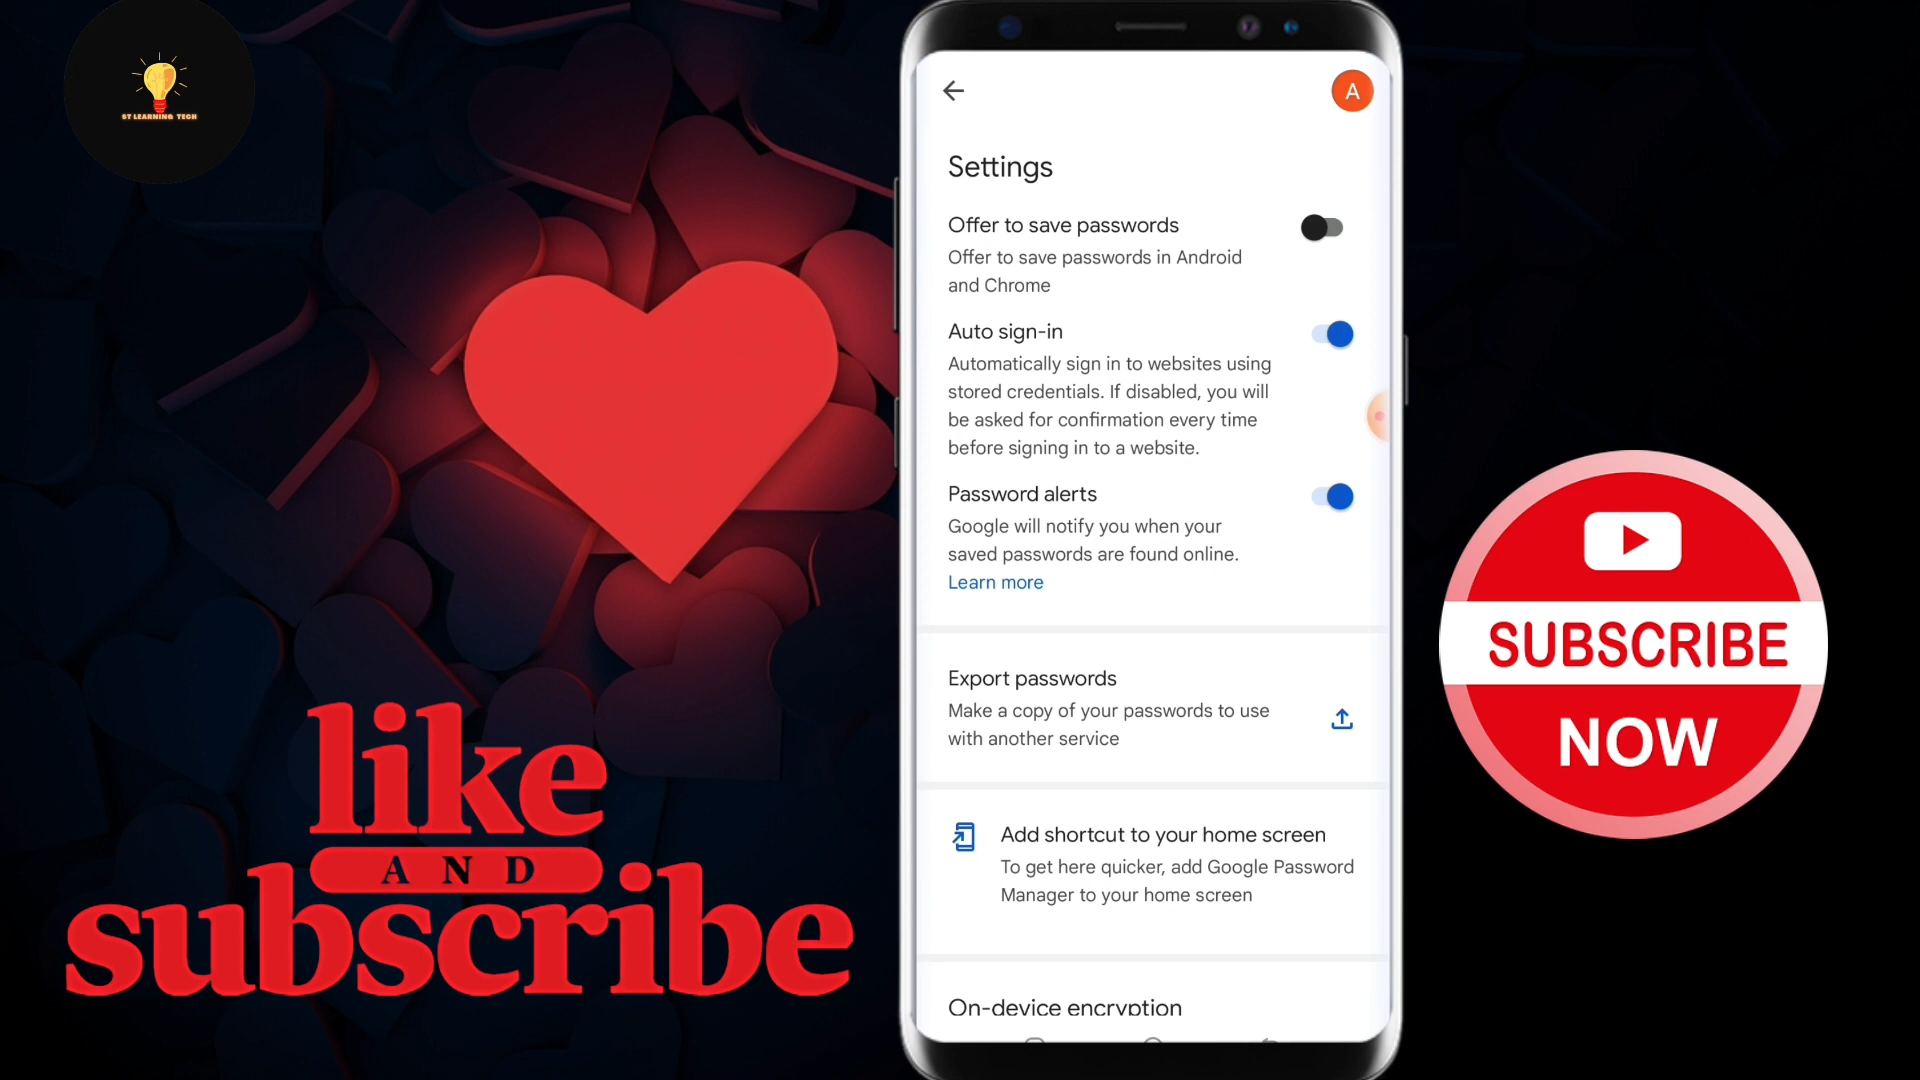 ST LEARNING TECH
A
Settings
Offer to save passwords
Offer to save passwords in Android
and Chrome
Auto sign-in
Automatically sign in to websites using
stored credentials. If disabled, you will
be asked for confirmation every time
before signing in to a website.
Password alerts
Google will notify you when your
saved passwords are found online.
Learn more
Export passwords
Make a copy of your passwords to use
with another service
Add shortcut to your home screen
To get here quicker, add Google Password
Manager to your home screen
On-device encryption
like
AND
subscribe
SUBSCRIBE
NOW